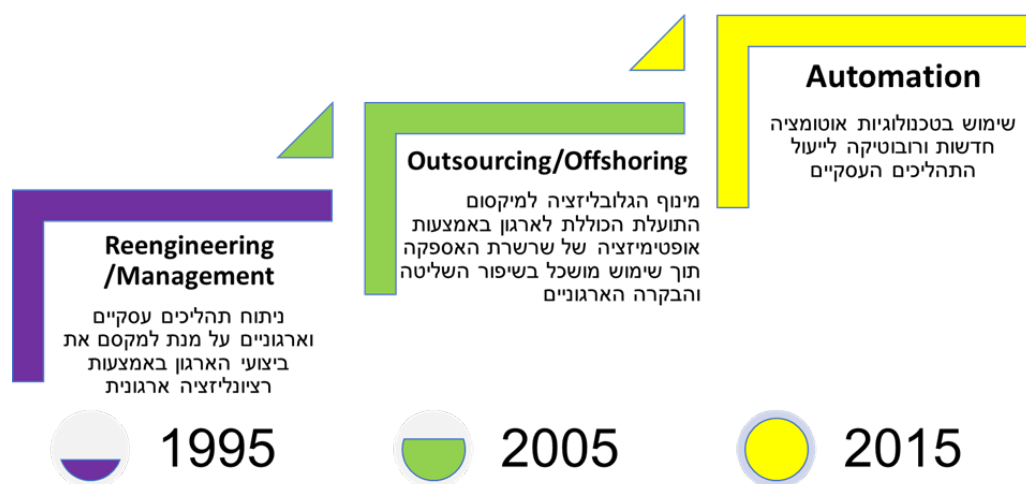 Reengineering
/Management
ניתוח תהליכים עסקיים
וארגוניים על מנת למקסם את
ביצועי הארגון באמצעות
רציונליזציה ארגונית
1995
Outsourcing/Offshoring
מינוף הגלובליזציה למיקסום
התועלת הכוללת לארגון באמצעות
אופטימיזציה של שרשרת האספקה
תוך שימוש מושכל בשיפור השליטה
והבקרה הארגוניים
2005
Automation
שימוש בטכנולוגיות אוטומציה
חדשות ורובוטיקה לייעול
התהליכים העסקיים
2015